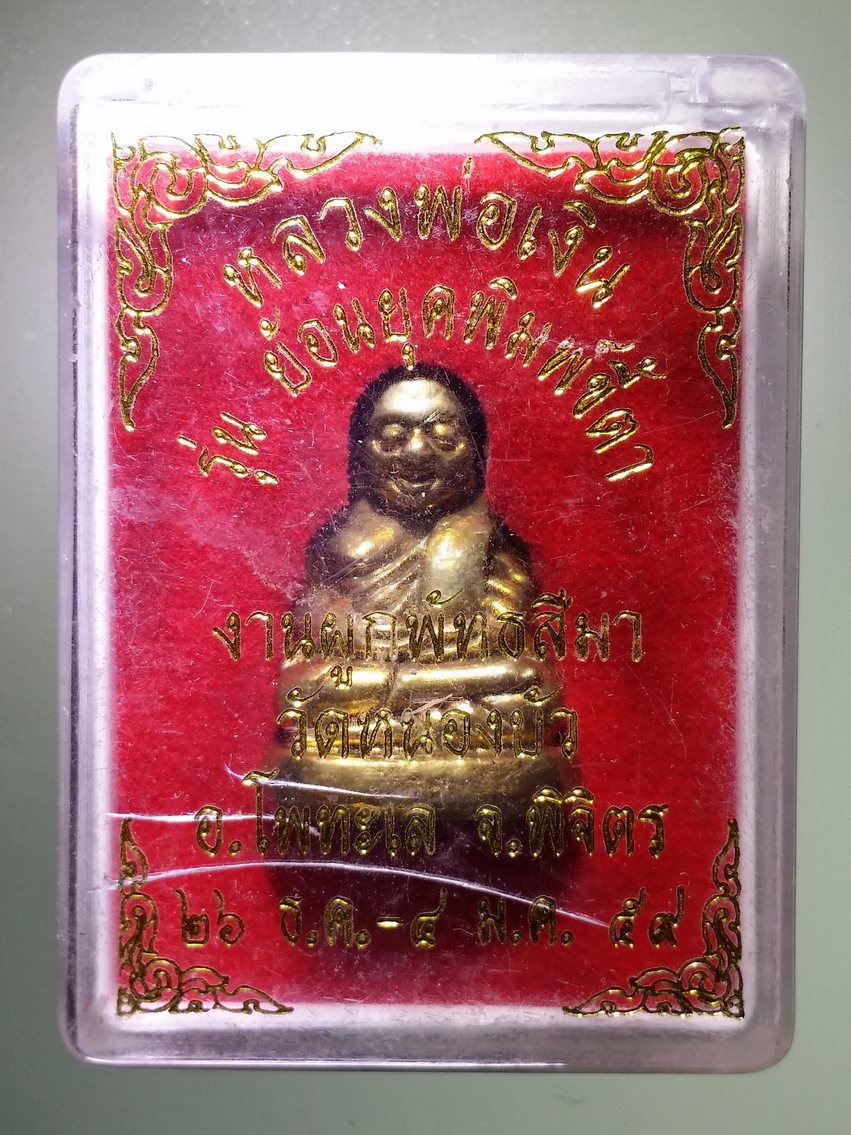 หลวงพ่อเงิน
รุ่น ย้อนยุคพิมพ์ขี้ตา
งานผูกพัทธสีมา
วัดหนองบัว
อ.โพทะเล จ.พิจิตร
๒๖ ธ.ค.-๔ ม.ค. ๕๙